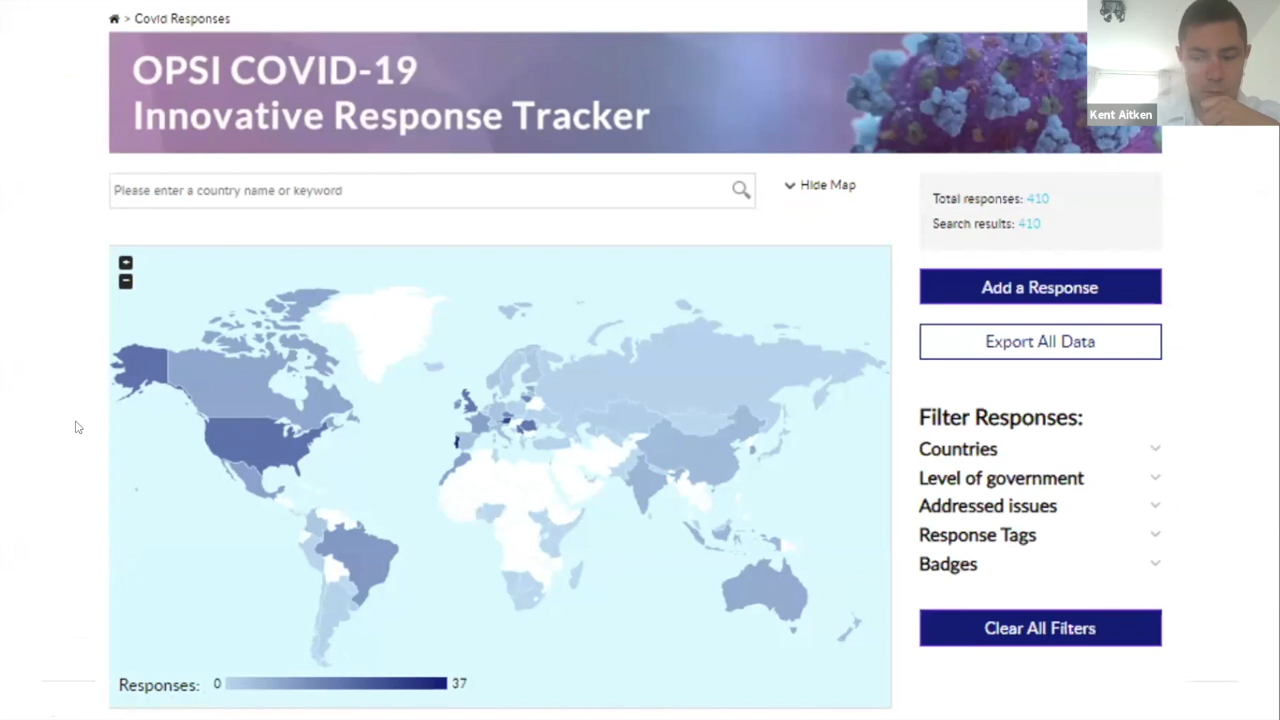 > Covid Responses
OPSI COVID-19
Innovative Response Tracker
Kent Aitken
Please enter a country name or keyword
Hide Map
Total responses: 410
Search results: 410
Add a Response
Export All Data
Filter Responses:
Countries
Level of government
Addressed issues
Response Tags
Badges
Clear All Filters
Responses: 0 37